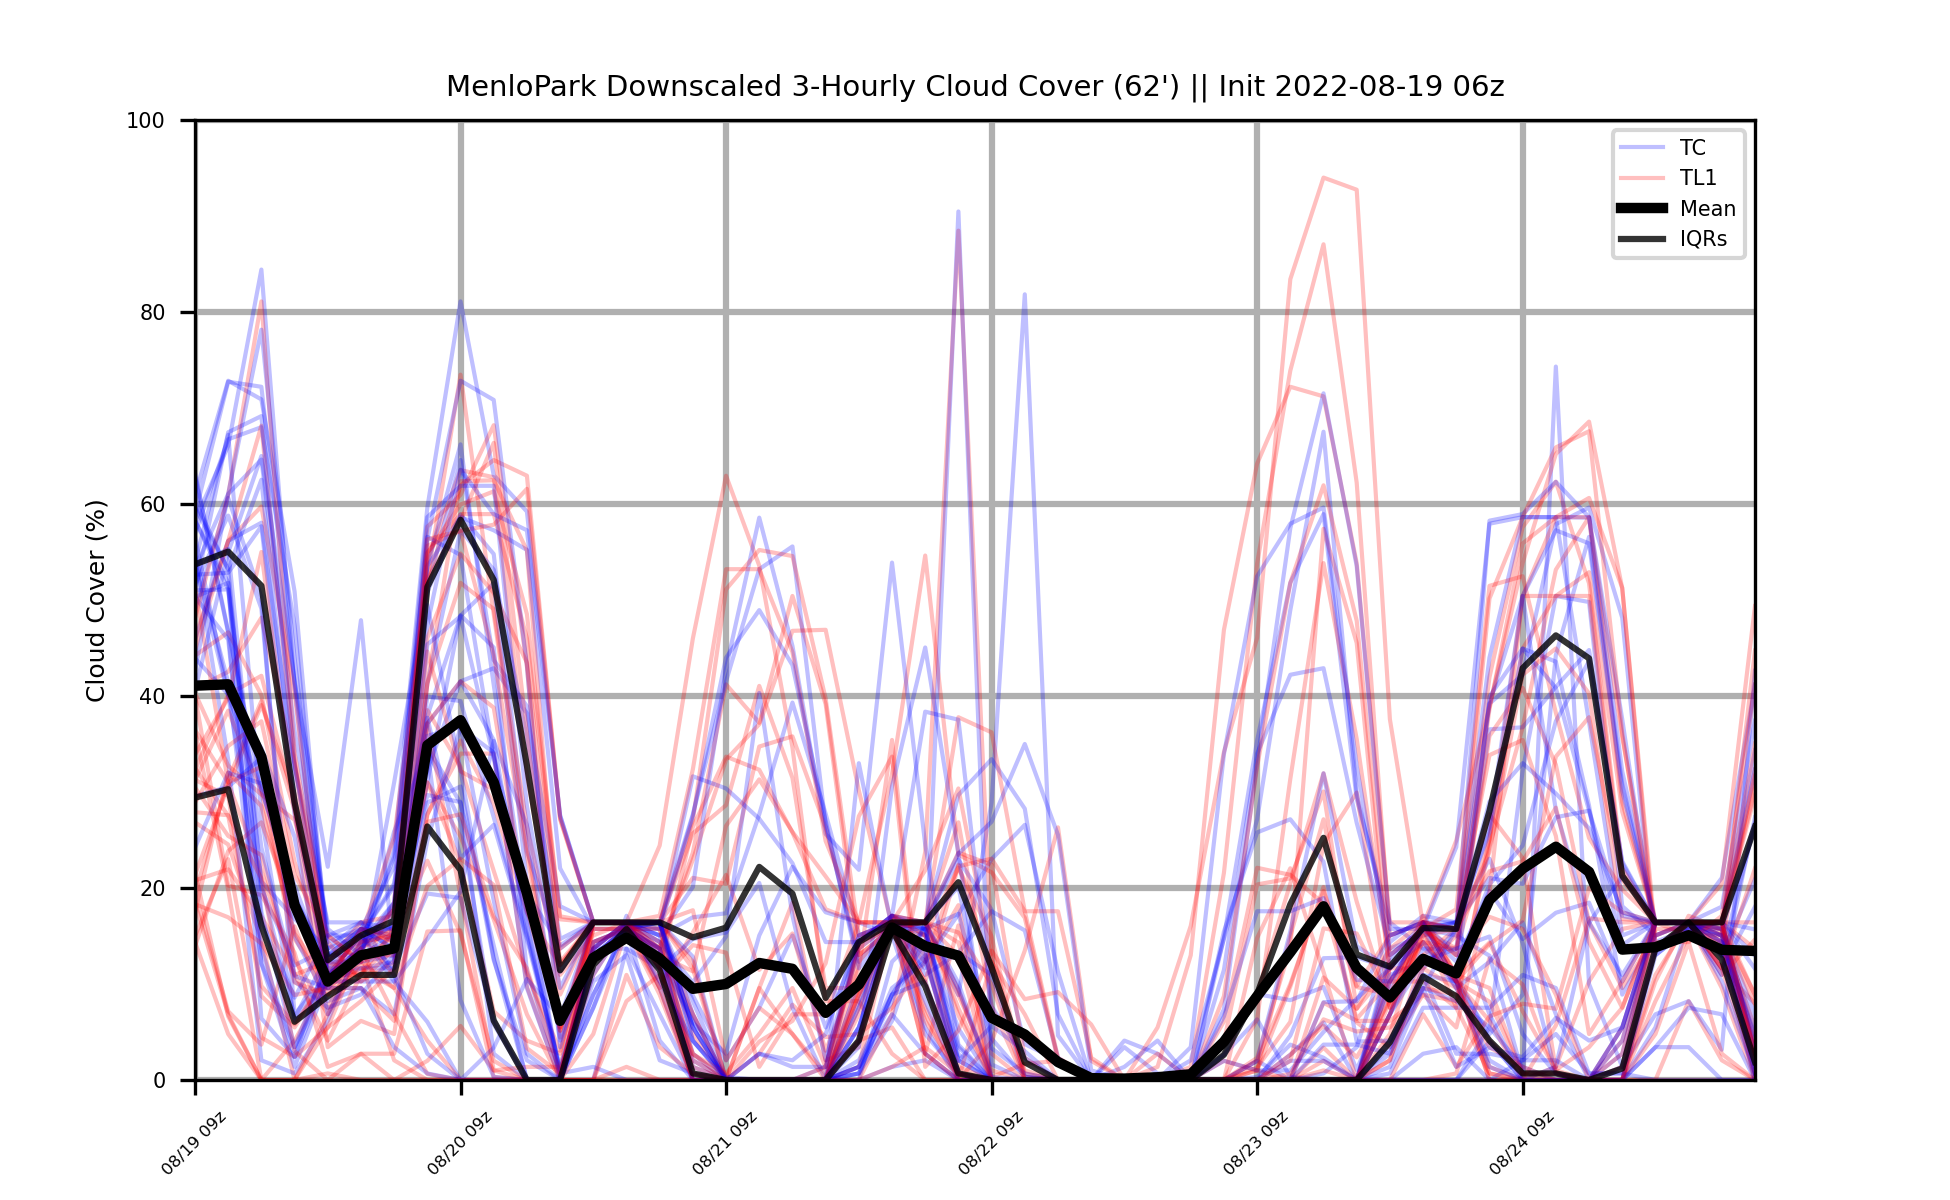 MenloPark Downscaled 3-Hourly Cloud Cover (62') || Init 2022-08-19 06z
100
80
60
40
20
0
Cloud Cover (%)
TC
TL1
Mean
IQRs
08/19 09z
08/20 09z
08/21 09z
08/22 09z
08/23 09z
08/24 09z